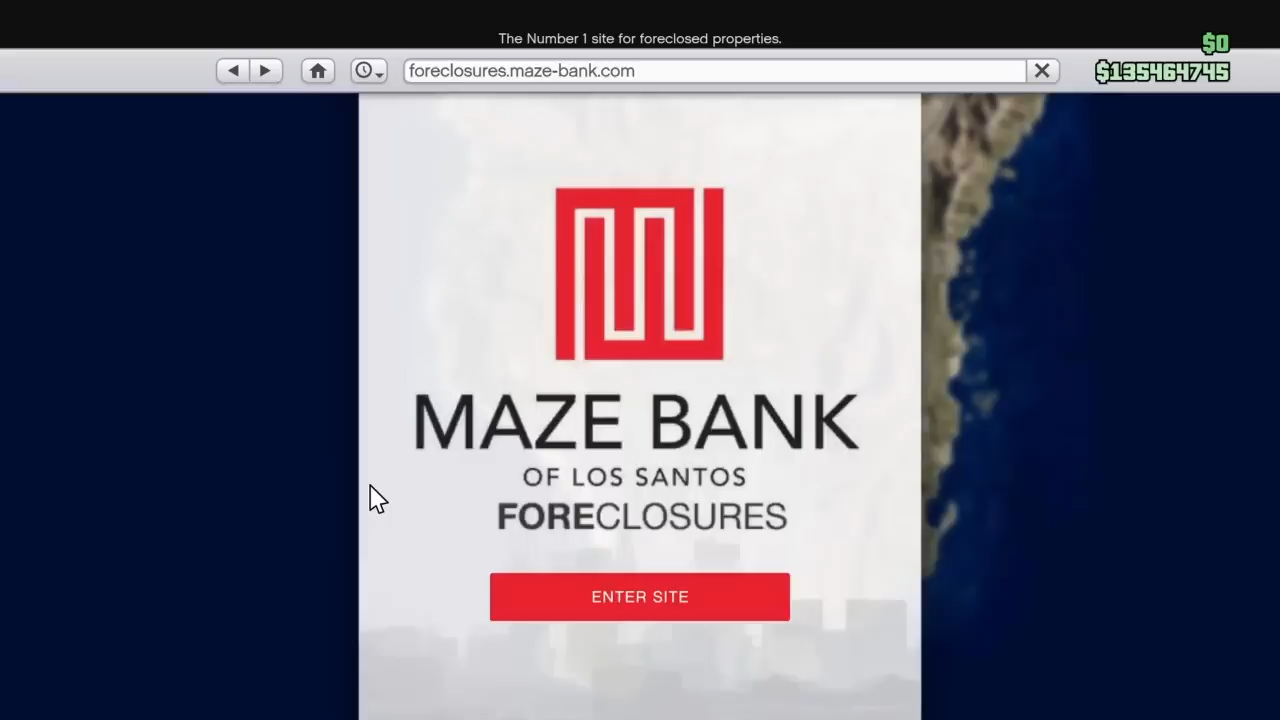 The Number 1 site for foreclosed properties.
$0
foreclosures.maze-bank.com
$135464745
MAZE BANK
OF LOS SANTOS
FORECLOSURES
ENTER SITE